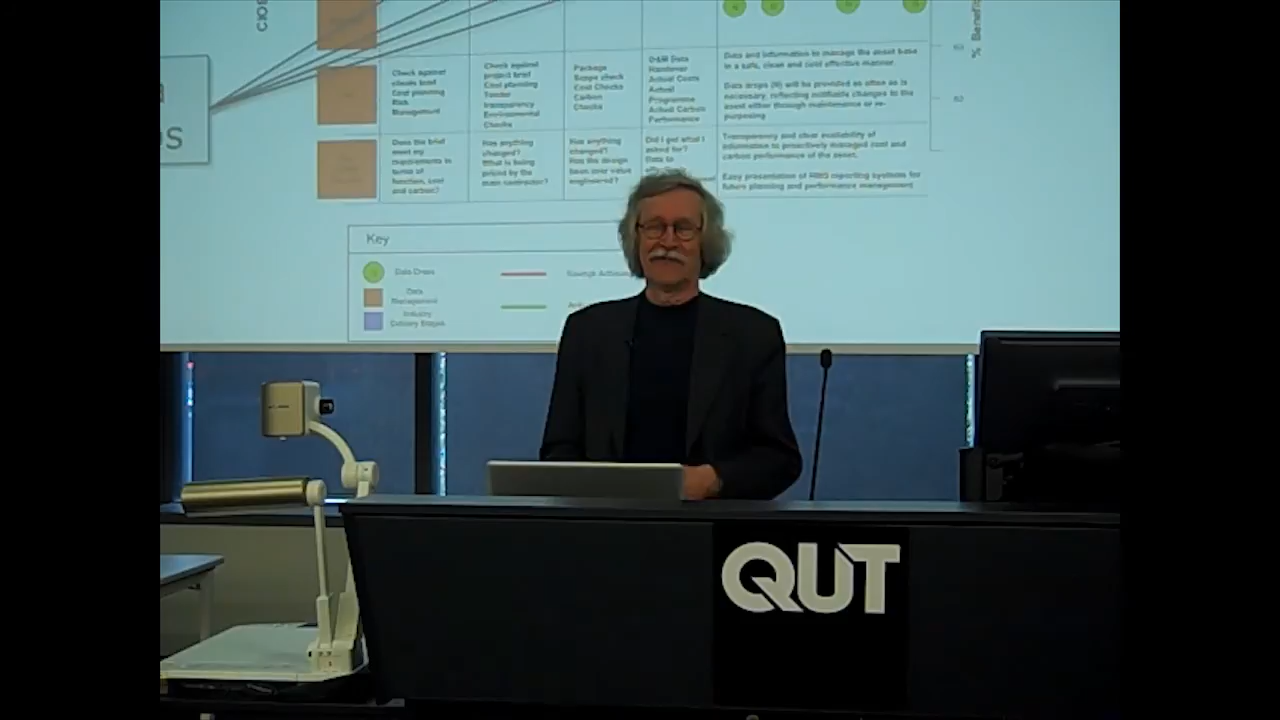 % Benefit
Check against
clients brief
Cost planning
Risk
Management
Check against
project brief
Cost planning
Tender
transparency
Environmental
Checks
Package
Scope check
Cost Checks
Carbon
Checks
O&M Data
Handover
Actual Costs
Actual
Programme
Actual Carbon
Performance
Data and information to manage the asset base
in a safe, clean and cost effective manner.
Data drops (N) will be provided as often as is
necessary, reflecting notifiable changes to the
asset either through maintenance or re-
purposing
Does the brief
meet my
requirements in
terms of
function, cost
and carbon?
Has anything
changed?
What is being
priced by the
main contractor?
Has anything
changed?
Has the design
been over value
engineered?
Did I get what I
asked for?
Data to
Transparency and clear availability of
information to proactively managed cost and
carbon performance of the asset.
Easy presentation of reporting systems for
future planning and performance management
Key
Data Drops
Data
Management
Industry
Delivery Stages
QUT